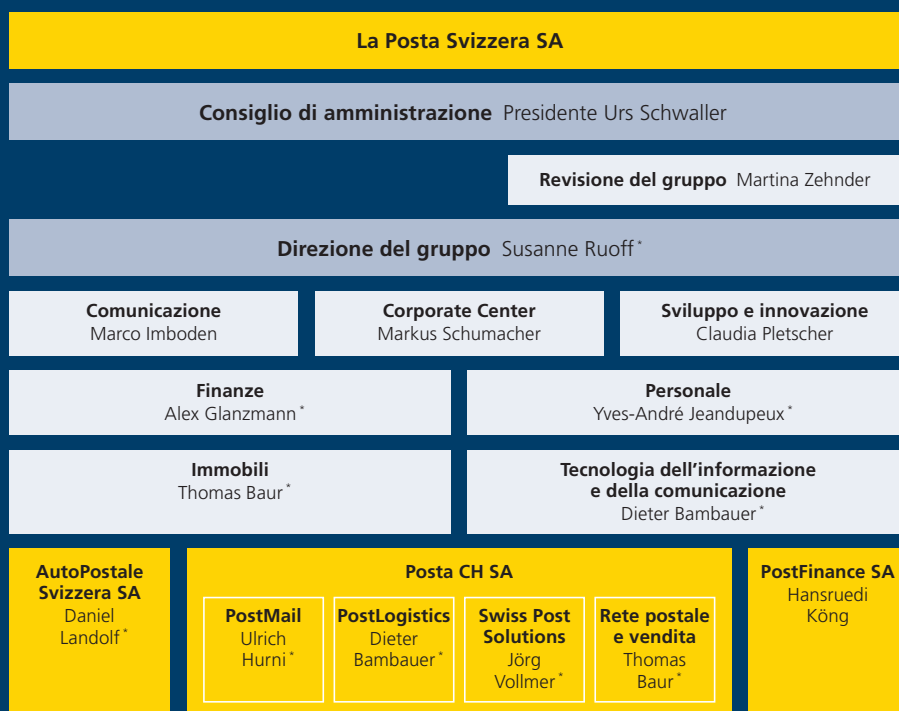 La Posta Svizzera SA
Consiglio di amministrazione Presidente Urs Schwaller
Revisione del gruppo Martina Zehnder
Direzione del gruppo Susanne Ruoff*
Comunicazione
Marco Imboden
Corporate Center
Markus Schumacher
Sviluppo e innovazione
Claudia Pletscher
Finanze
Alex Glanzmann*
Personale
Yves-André Jeandupeux*
Immobili
Thomas Baur*
Tecnologia dell'informazione
e della comunicazione
Dieter Bambauer*
AutoPostale
Svizzera SA
Daniel
Landolf*
Posta CH SA
PostMail
Ulrich
Hurni*
PostLogistics
Dieter
Bambauer*
Swiss Post
Solutions
Jörg
Vollmer*
Rete postale
e vendita
Thomas
Baur*
PostFinance SA
Hansruedi
Köng